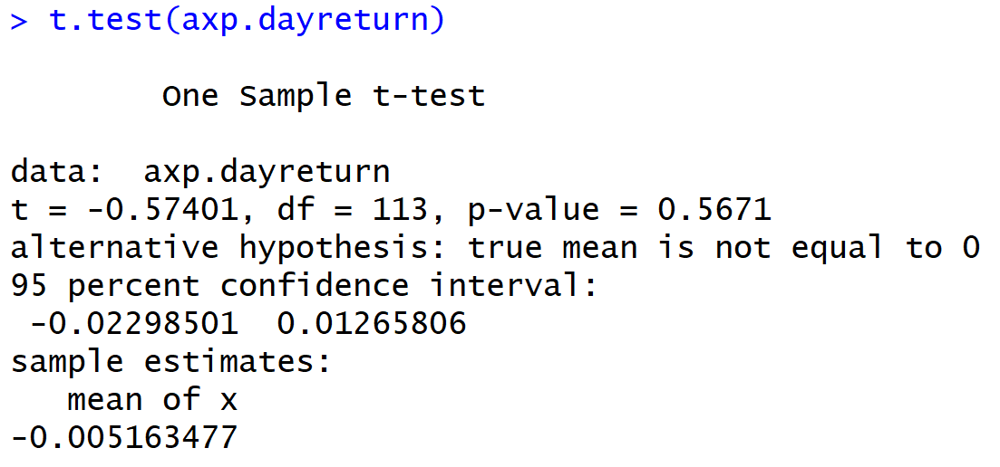 > t.test(axp.dayreturn)
One Sample t-test
data:  axp.dayreturn
t = -0.57401, df = 113, p-value = 0.5671
alternative hypothesis: true mean is not equal to 0
95 percent confidence interval:
-0.02298501  0.01265806
sample estimates:
mean of x
-0.005163477